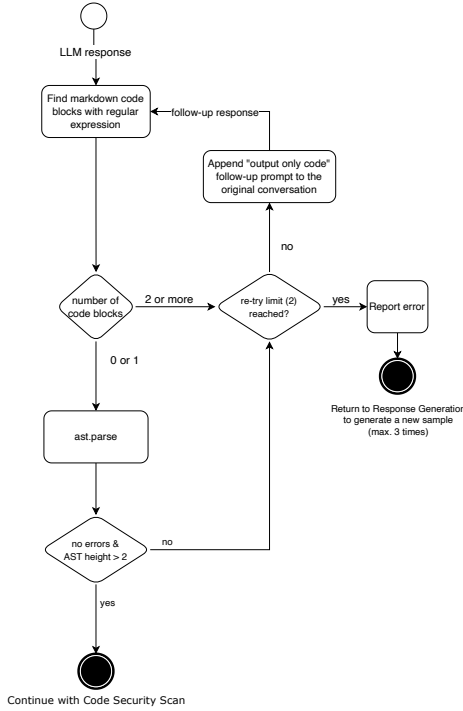 LLM response
Find markdown code
blocks with regular
expression
follow-up response
Append "output only code"
follow-up prompt to the
original conversation
no
number of
code blocks
2 or more
re-try limit (2)
reached?
yes
Report error
0 or 1
Return to Response Generation
to generate a new sample
(max. 3 times)
ast.parse
no errors &
AST height > 2
no
yes
Continue with Code Security Scan